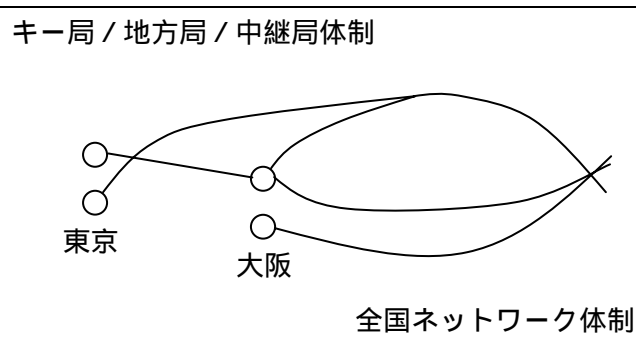 キー局 / 地方局 / 中継局体制
東京
大阪
全国ネットワーク体制